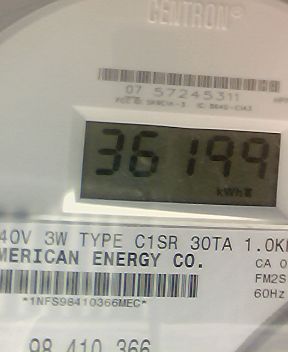 CENTRON®
07 57245311
36199
kWh
40V 3W TYPE C1SR 30TA 1.0K
MERICAN ENERGY CO.
CA 0
FM2S
60Hz
*1NFS98410366MEC*
98 410 366